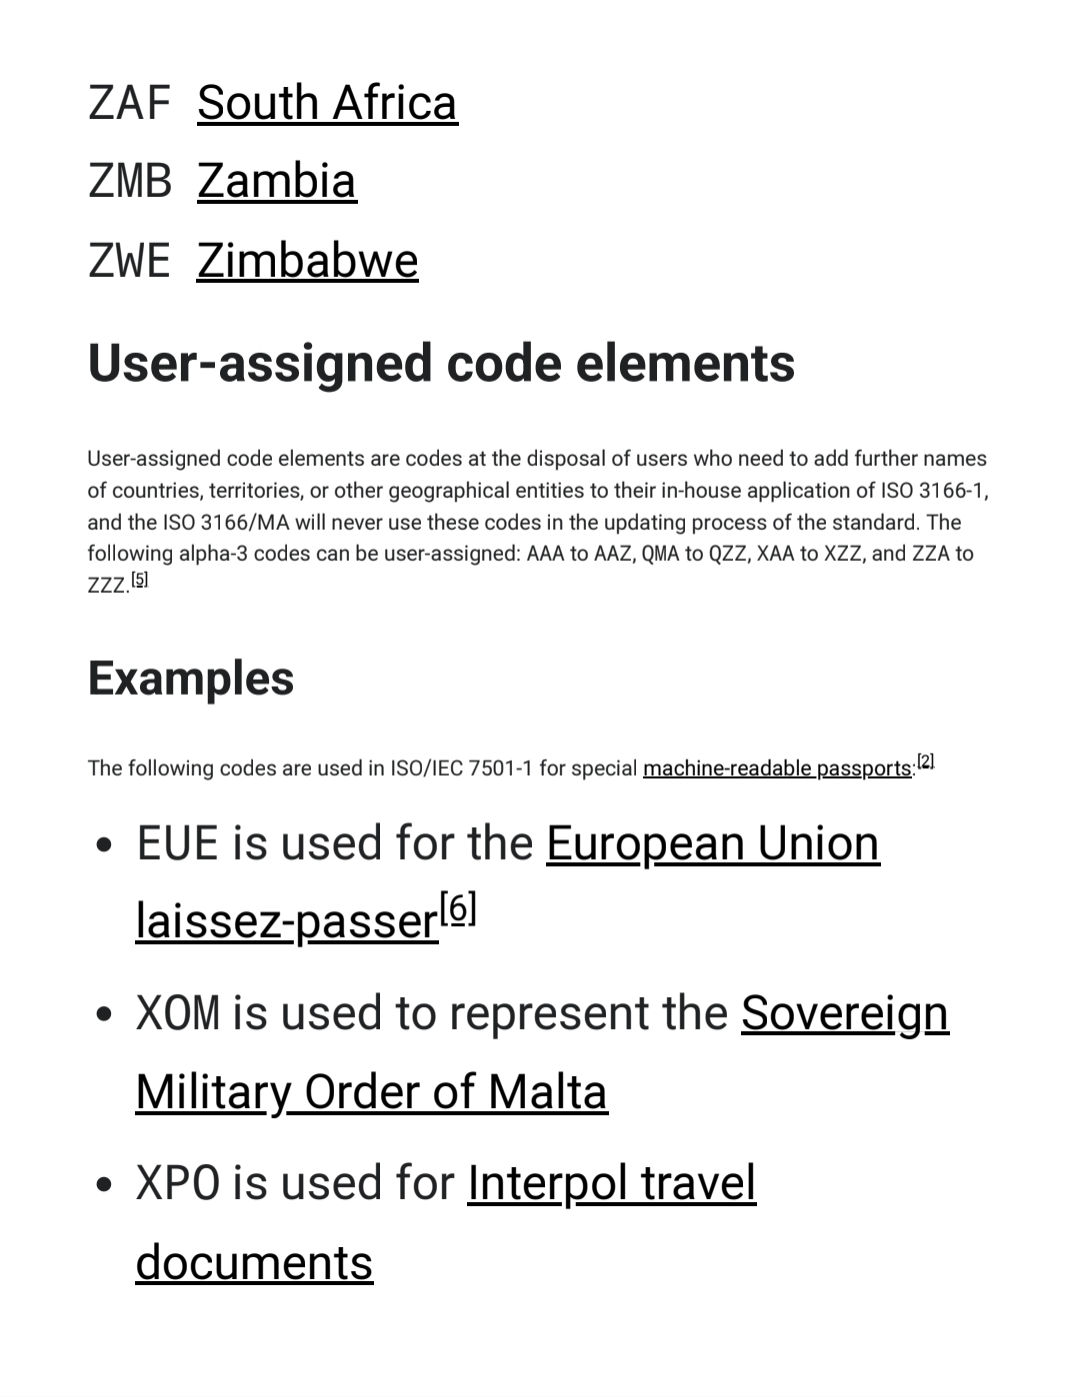 ZAF South Africa
ZMB Zambia
ZWE Zimbabwe
User-assigned code elements
User-assigned code elements are codes at the disposal of users who need to add further names
of countries, territories, or other geographical entities to their in-house application of ISO 3166-1,
and the ISO 3166/MA will never use these codes in the updating process of the standard. The
following alpha-3 codes can be user-assigned: AAA to AAZ, QMA to QZZ, XAA to XZZ, and ZZA to
ZZZ.[5]
Examples
The following codes are used in ISO/IEC 7501-1 for special machine-readable passports:[2]
• EUE is used for the European Union
laissez-passer[6]
• XOM is used to represent the Sovereign
Military Order of Malta
• XPO is used for Interpol travel
documents